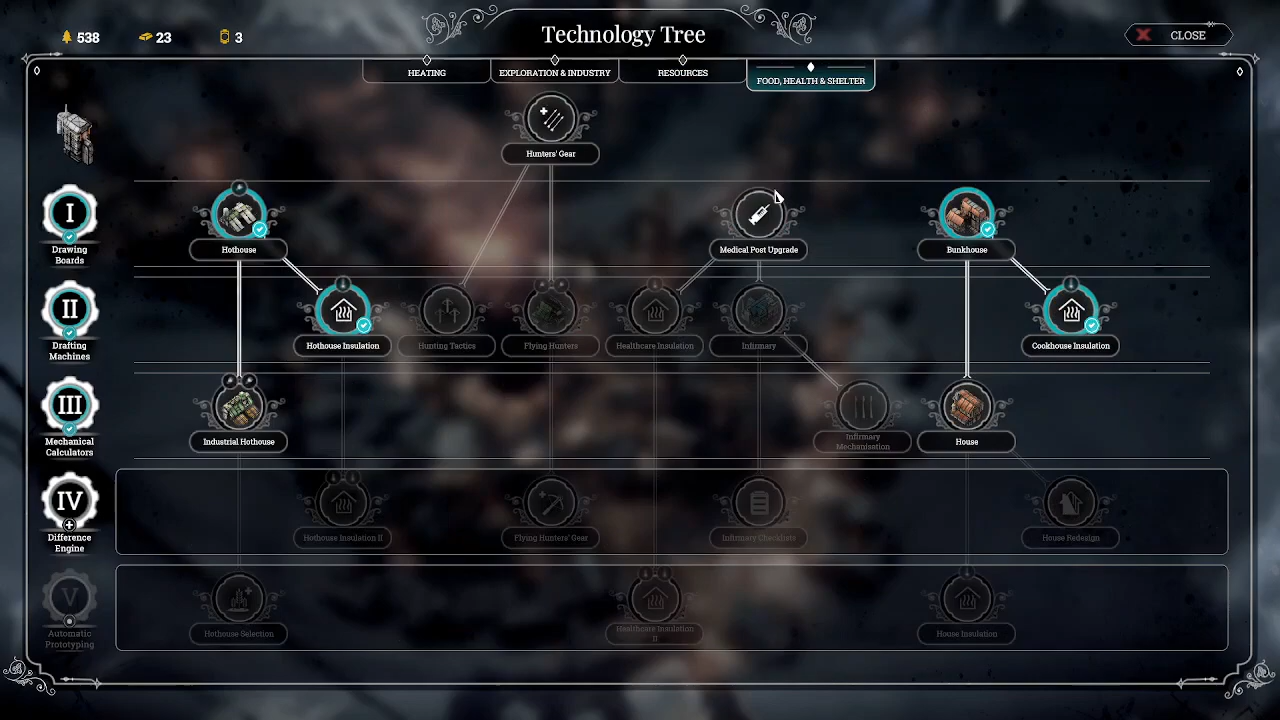 538
23
3
Technology Tree
CLOSE
HEATING
EXPLORATION & INDUSTRY
RESOURCES
FOOD, HEALTH & SHELTER
Hunters' Gear
I
Drawing
Boards
Hothouse
Medical Post Upgrade
Bunkhouse
II
Drafting
Machines
Hothouse Insulation
Hunting Tactics
Flying Hunters
Healthcare Insulation
Infirmary
Cookhouse Insulation
III
Mechanical
Calculators
Industrial Hothouse
Infirmary
Mechanisation
House
IV
Difference
Engine
Hothouse Insulation II
Flying Hunters' Gear
Infirmary Checklists
House Redesign
V
Automatic
Prototyping
Hothouse Selection
Healthcare Insulation
II
House Insulation